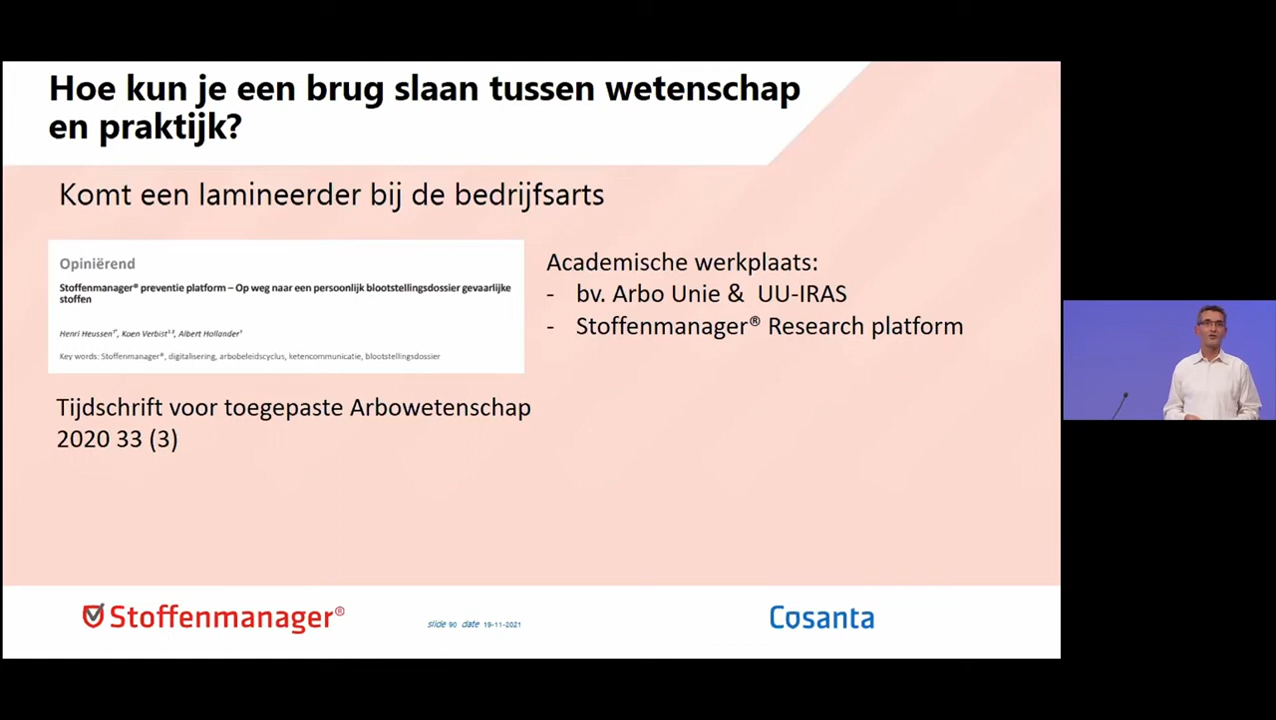 Hoe kun je een brug slaan tussen wetenschap
en praktijk?
Komt een lamineerder bij de bedrijfsarts
Opiniërend
Stoffenmanager® preventie platform – Op weg naar een persoonlijk blootstellingsdossier gevaarlijke
stoffen
Henri Heussen, Koen Verbist, Albert Hollander
Key words: Stoffenmanager®, digitalisering, arbobeleidscyclus, ketencommunicatie, blootstellingsdossier
Tijdschrift voor toegepaste Arbowetenschap
2020 33 (3)
Academische werkplaats:
- bv. Arbo Unie & UU-IRAS
- Stoffenmanager® Research platform
Stoffenmanager®
slide 90 date 19-11-2021
Cosanta